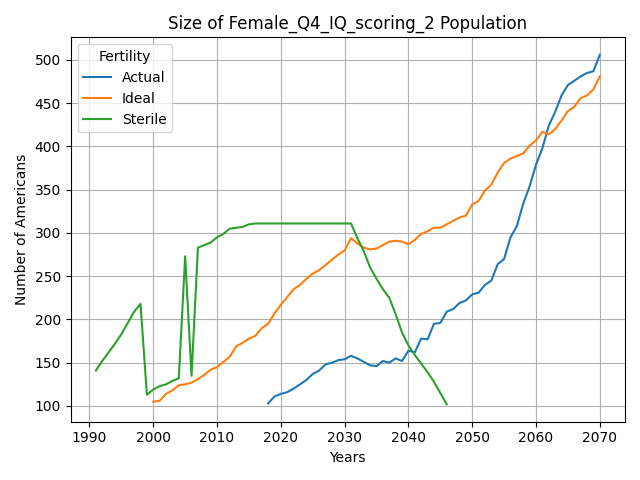 Size of Female_Q4_IQ_scoring_2 Population
Number of Americans
500
450
400
350
300
250
200
150
100
Fertility
Actual
Ideal
Sterile
1990 2000 2010 2020 2030 2040 2050 2060 2070
Years